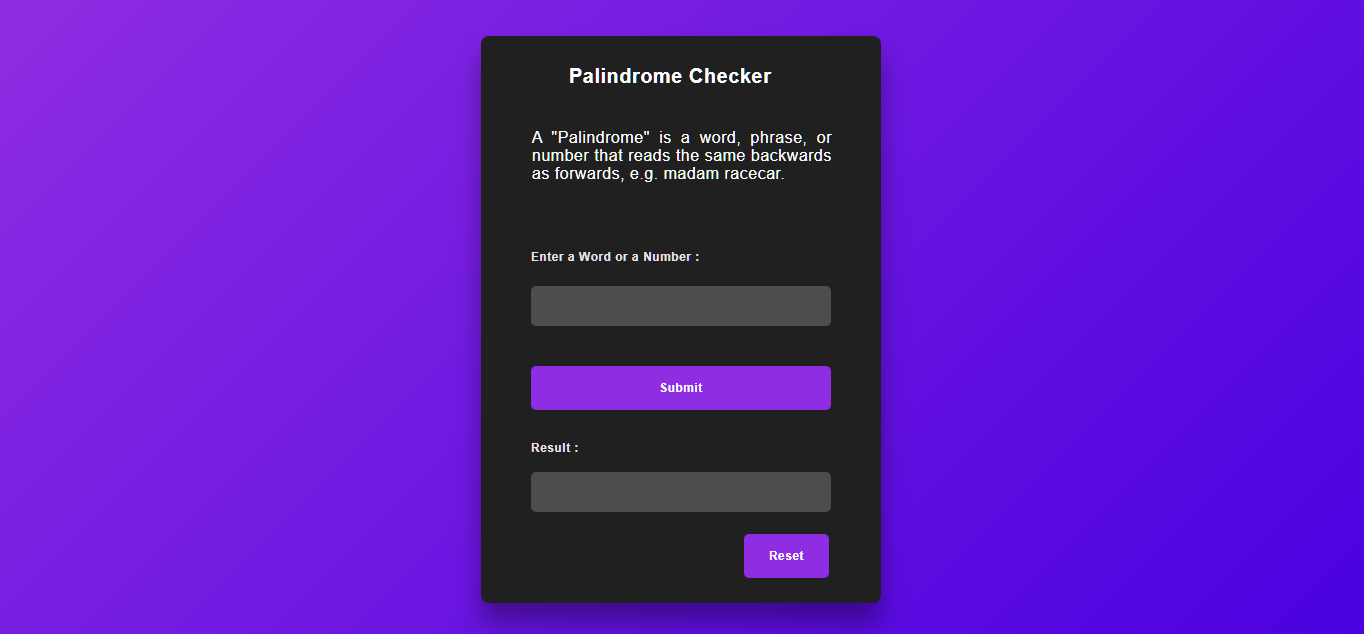 Palindrome Checker
A "Palindrome" is a word, phrase, or
number that reads the same backwards
as forwards, e.g. madam racecar.
Enter a Word or a Number :
Submit
Result :
Reset